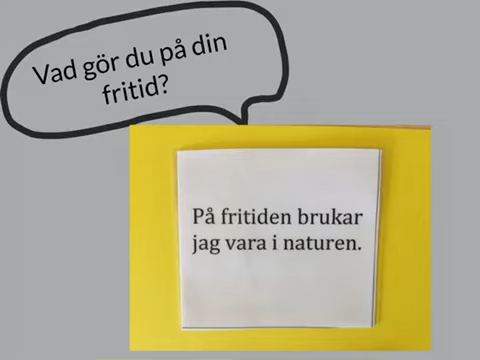 Vad gör du på din
fritid?
På fritiden brukar
jag vara i naturen.